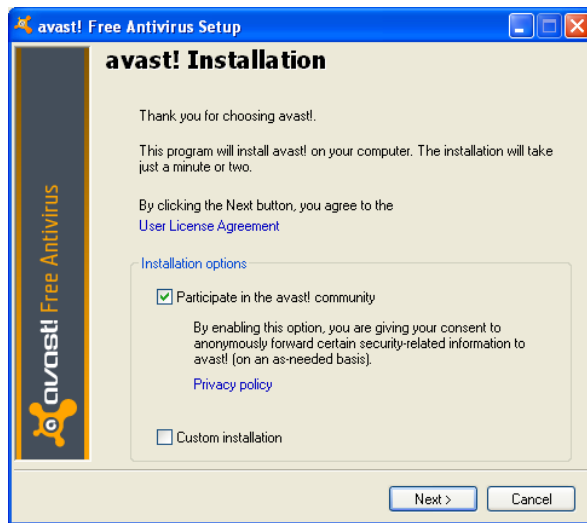 avast! Free Antivirus Setup
avast! Installation
Thank you for choosing avast!.
This program will install avast! on your computer. The installation will take
just a minute or two.
By clicking the Next button, you agree to the
User License Agreement
Installation options
Participate in the avast! community
By enabling this option, you are giving your consent to
anonymously forward certain security-related information to
avast! (on an as-needed basis).
Privacy policy
Custom installation
avast! Free Antivirus
Next >
Cancel